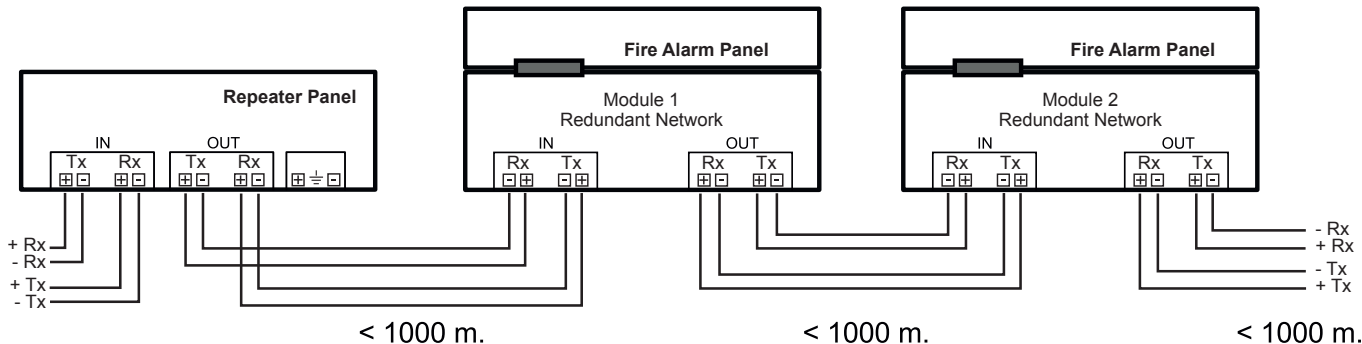 Fire Alarm Panel
Fire Alarm Panel
Repeater Panel
Module 1
Redundant Network
Module 2
Redundant Network
IN
OUT
IN
OUT
IN
OUT
Tx Rx
Tx Rx
Rx Tx
Rx Tx
Rx Tx
Rx Tx
+ - + -
+ - + -
+ ⏚ -
- + - +
+ - + -
- + - +
+ - + -
+ Rx
- Rx
+ Tx
- Tx
- Rx
+ Rx
- Tx
+ Tx
< 1000 m.
< 1000 m.
< 1000 m.